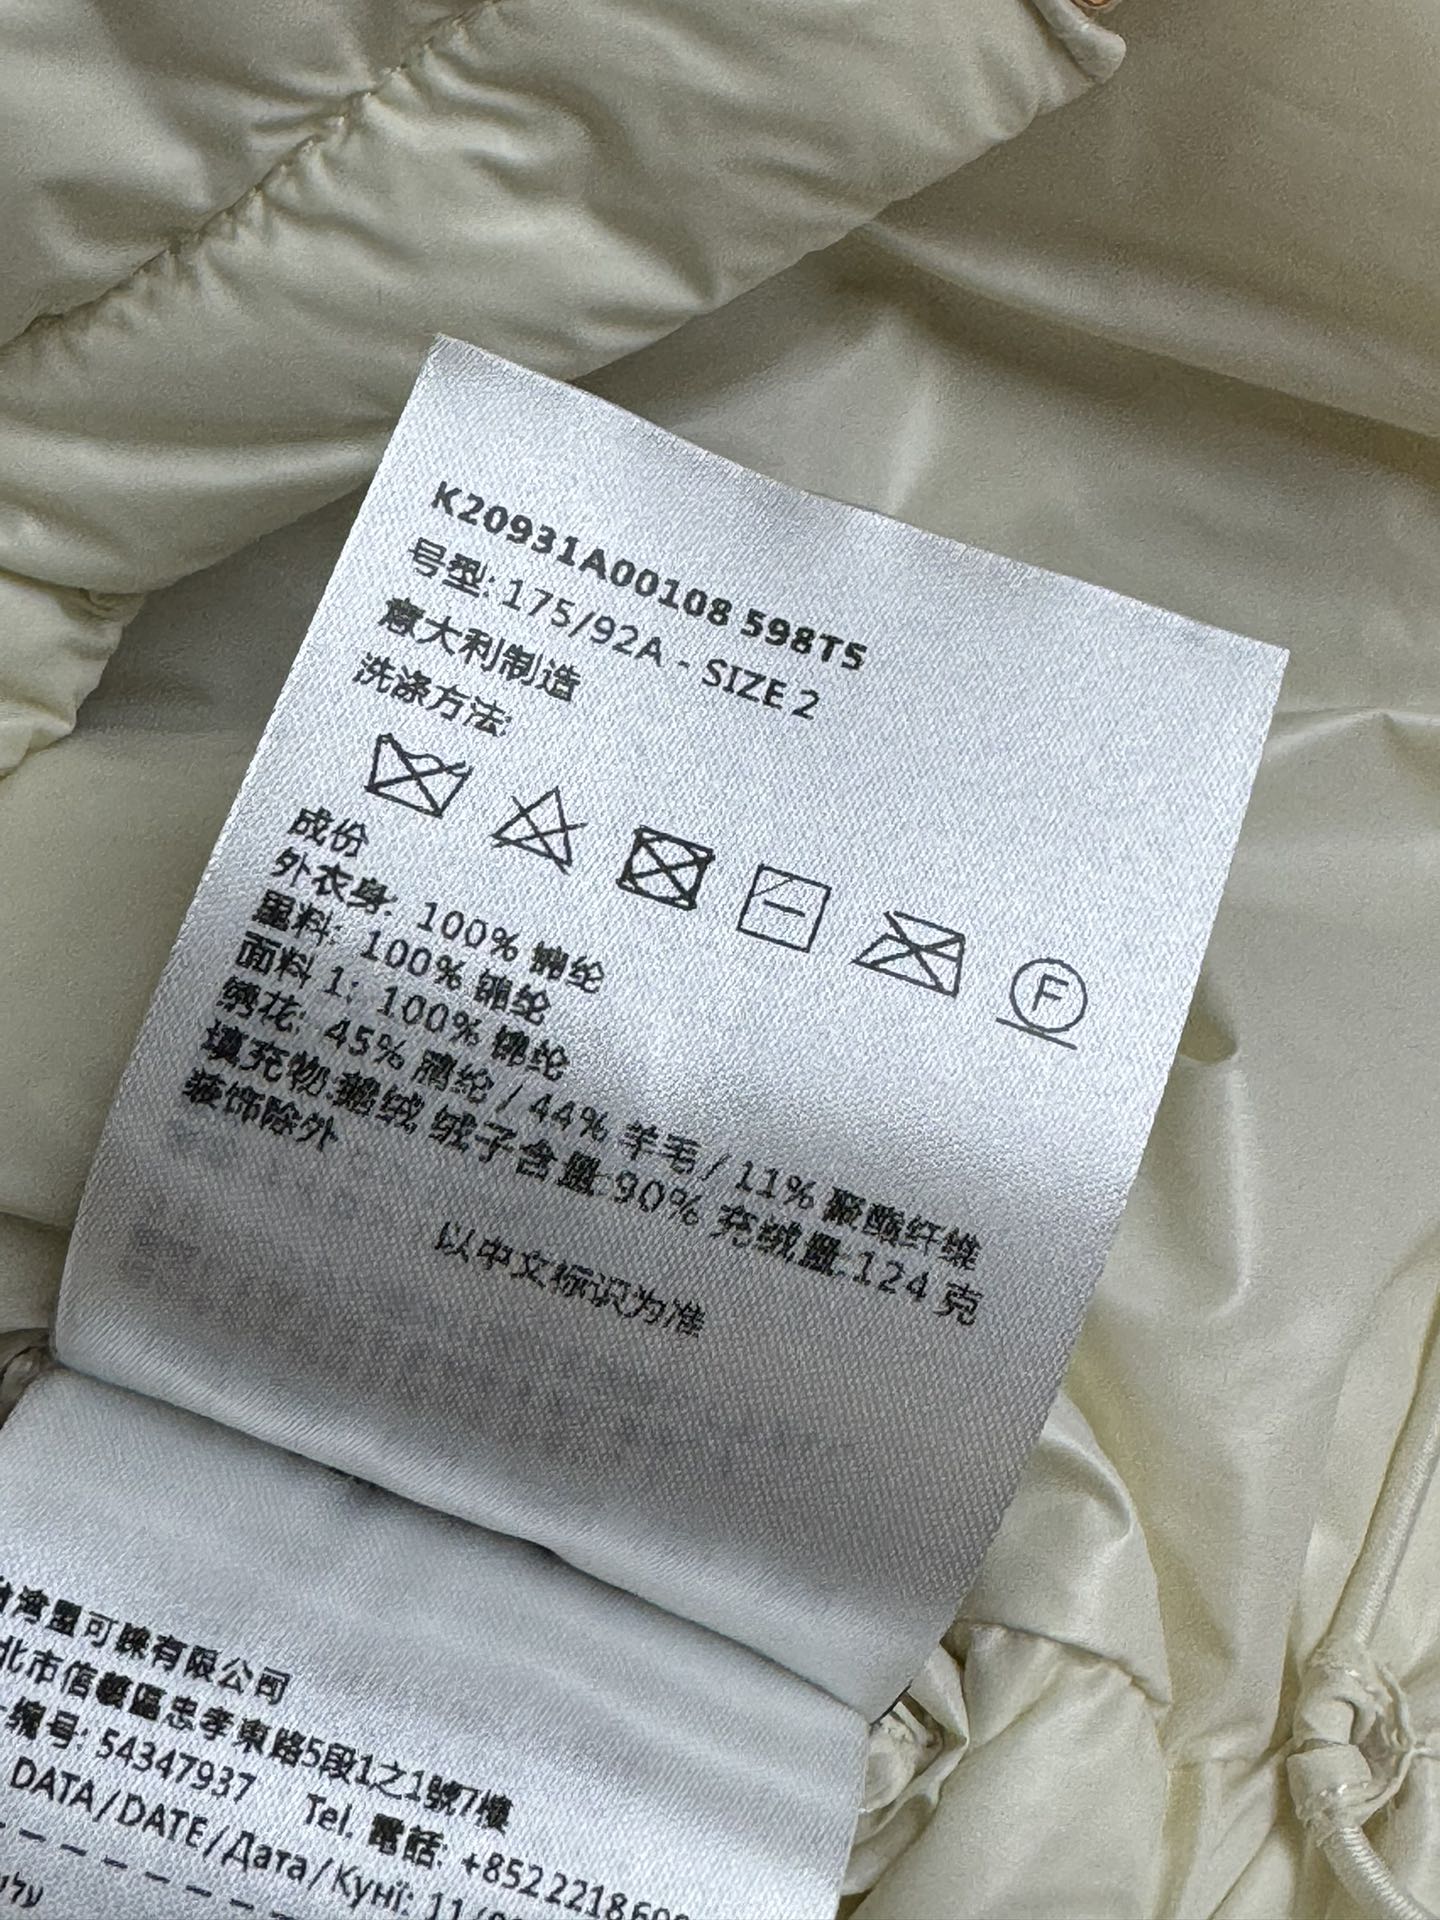 K20931A00108 598T5
号型: 175/92A - SIZE 2
意大利制造
洗涤方法:
F
成份
外衣身: 100% 锦纶
里料: 100% 锦纶
面料 1: 100% 锦纶
绣花: 45% 腈纶 / 44% 羊毛 / 11% 聚酯纤维
填充物:鹅绒 绒子含量:90% 充绒量:124 克
装饰除外
以中文标识为准
台灣盟可睞有限公司
北市信義區忠孝東路5段1之1號7樓
编号: 54347937 Tel. 電話: +8522218
DATA/DATE/Дата/Күні: 11/